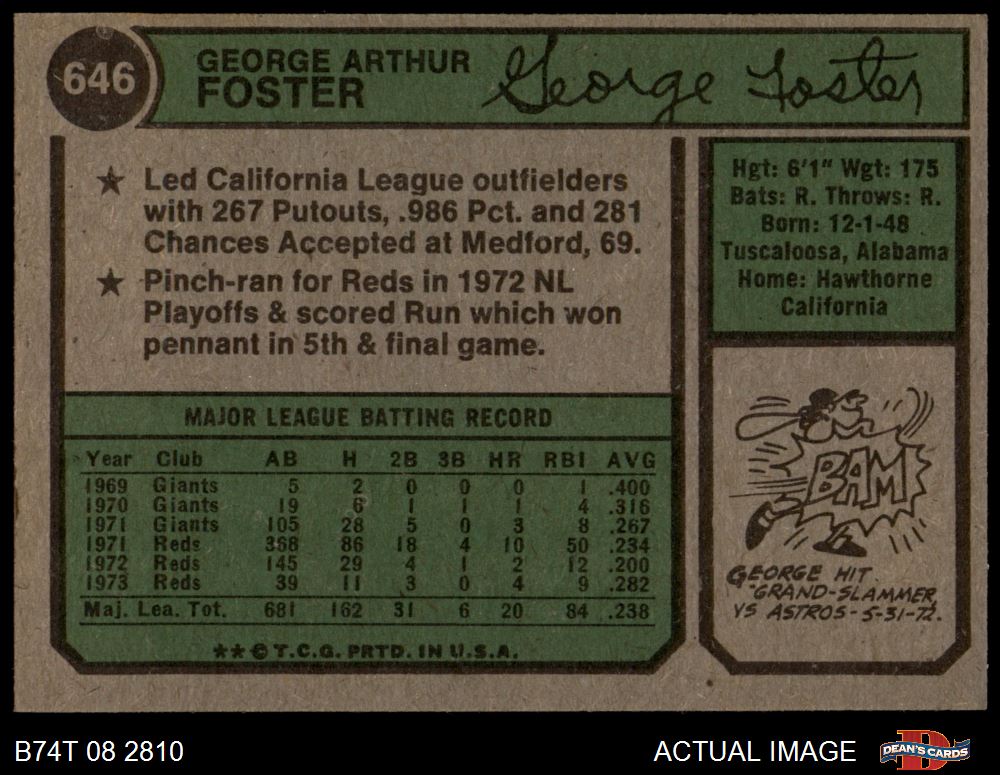 646
GEORGE ARTHUR
FOSTER
George Foster
★ Led California League outfielders
with 267 Putouts, .986 Pct. and 281
Chances Accepted at Medford, 69.
★ Pinch-ran for Reds in 1972 NL
Playoffs & scored Run which won
pennant in 5th & final game.
Hgt: 6'1" Wgt: 175
Bats: R. Throws: R.
Born: 12-1-48
Tuscaloosa, Alabama
Home: Hawthorne
California
MAJOR LEAGUE BATTING RECORD
Year Club AB H 2B 3B HR RBI AVG
1969 Giants 5 2 0 0 0 1 .400
1970 Giants 19 6 1 1 1 4 .316
1971 Giants 105 28 5 0 3 8 .267
1971 Reds 368 86 18 4 10 50 .234
1972 Reds 145 29 4 1 2 12 .200
1973 Reds 39 11 3 0 4 9 .282
Maj. Lea. Tot. 681 162 31 6 20 84 .238
★★©T.C.G. PRTD. IN U.S.A.
BAM
GEORGE HIT
GRAND-SLAMMER
VS ASTROS-5-31-72.
B74T 08 2810
ACTUAL IMAGE
D
DEAN'S CARDS